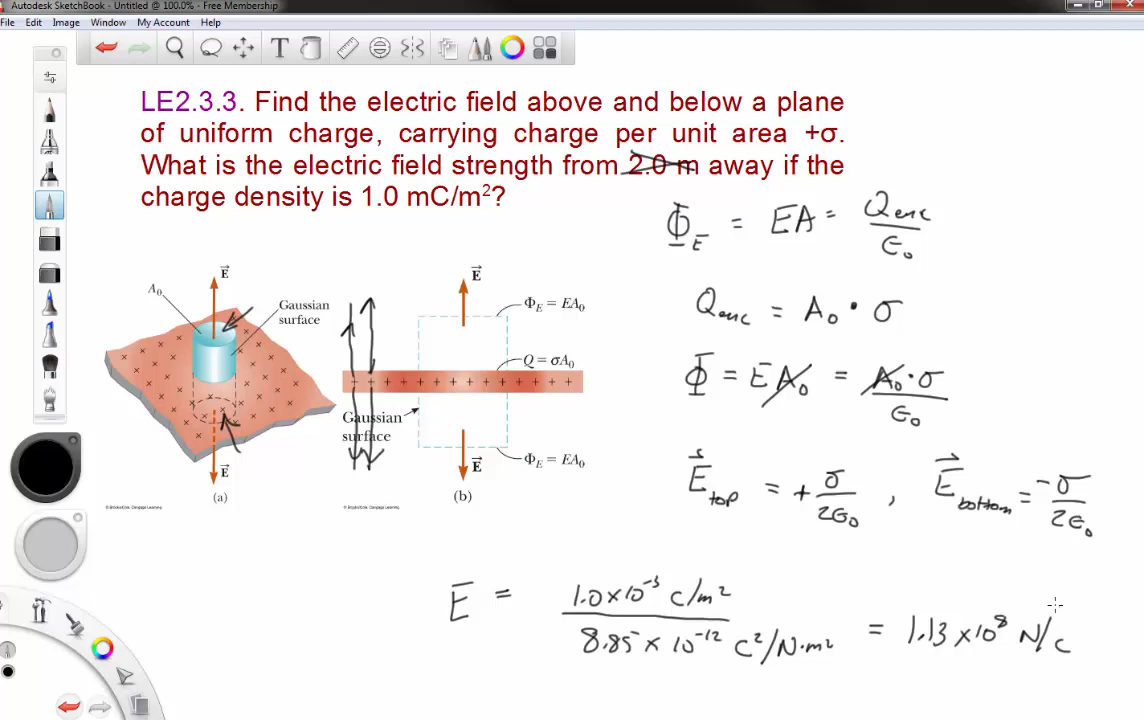 Autodesk SketchBook - Untitled @ 100.0% - Free Membership
File Edit Image Window My Account Help
LE2.3.3. Find the electric field above and below a plane
of uniform charge, carrying charge per unit area +σ.
What is the electric field strength from 2.0 m away if the
charge density is 1.0 mC/m²?
Φ_E = EA = Q_enc / ε₀
Q_enc = A₀ · σ
Φ = E A₀ = A₀ · σ / ε₀
E⃗_top = + σ / 2ε₀ , E⃗_bottom = -σ / 2ε₀
E = 1.0 × 10⁻³ C/m² / 8.85 × 10⁻¹² C²/N·m² = 1.13 × 10⁸ N/C
E⃗
A₀
Gaussian
surface
E⃗
(a)
E⃗
Φ_E = EA₀
Q = σA₀
Gaussian
surface
Φ_E = EA₀
E⃗
(b)